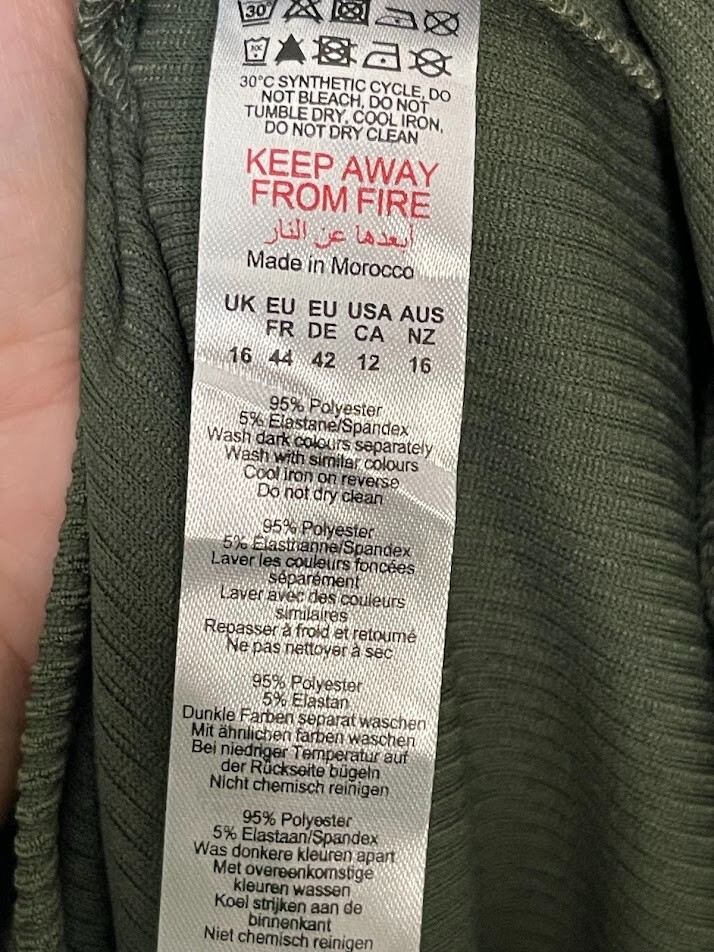 30°
30°C SYNTHETIC CYCLE, DO
NOT BLEACH, DO NOT
TUMBLE DRY, COOL IRON,
DO NOT DRY CLEAN
KEEP AWAY
FROM FIRE
أبعدها عن النار
Made in Morocco
UK EU EU USA AUS
FR DE CA NZ
16 44 42 12 16
95% Polyester
5% Elastane/Spandex
Wash dark colours separately
Wash with similar colours
Cool iron on reverse
Do not dry clean
95% Polyester
5% Elasthanne/Spandex
Laver les couleurs foncées
séparément
Laver avec des couleurs
similaires
Repasser à froid et retourné
Ne pas nettoyer à sec
95% Polyester
5% Elastan
Dunkle Farben separat waschen
Mit ähnlichen farben waschen
Bei niedriger Temperatur auf
der Rückseite bügeln
Nicht chemisch reinigen
95% Polyester
5% Elastaan/Spandex
Was donkere kleuren apart
Met overeenkomstige
kleuren wassen
Koel strijken aan de
binnenkant
Niet chemisch reinigen